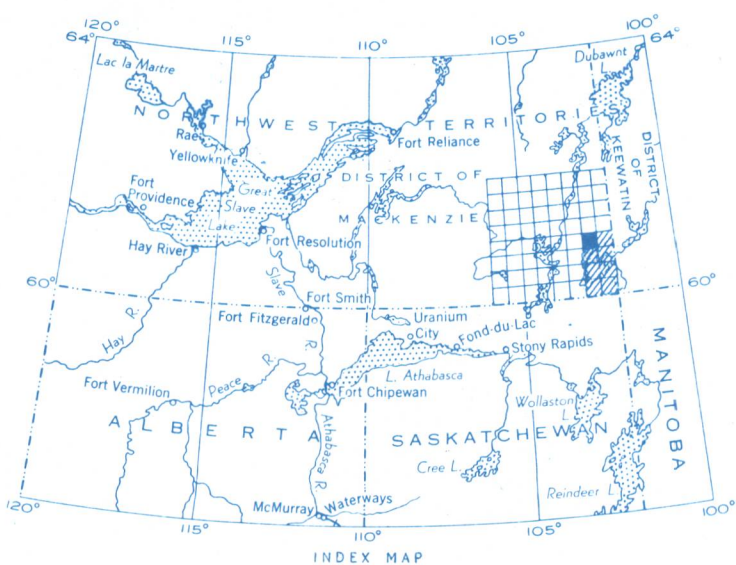 120°
115°
110°
105°
100°
64°
64°
Lac la Martre
Dubawnt
L.
NORTHWEST TERRITORIES
Rae
Fort Reliance
Yellowknife
DISTRICT OF
MACKENZIE
DISTRICT
OF
KEEWATIN
Great
Slave
Lake
Fort
Providence
Hay River
Fort Resolution
Slave
R.
60°
60°
Fort Smith
Hay
R.
Fort Fitzgerald
Uranium
City
Fond-du-Lac
Stony Rapids
L. Athabasca
Fort Vermilion
Peace
R.
Fort Chipewan
Wollaston
L.
MANITOBA
ALBERTA
SASKATCHEWAN
Athabasca R.
Cree L.
Reindeer L.
McMurray
Waterways
120°
115°
110°
105°
100°
INDEX MAP